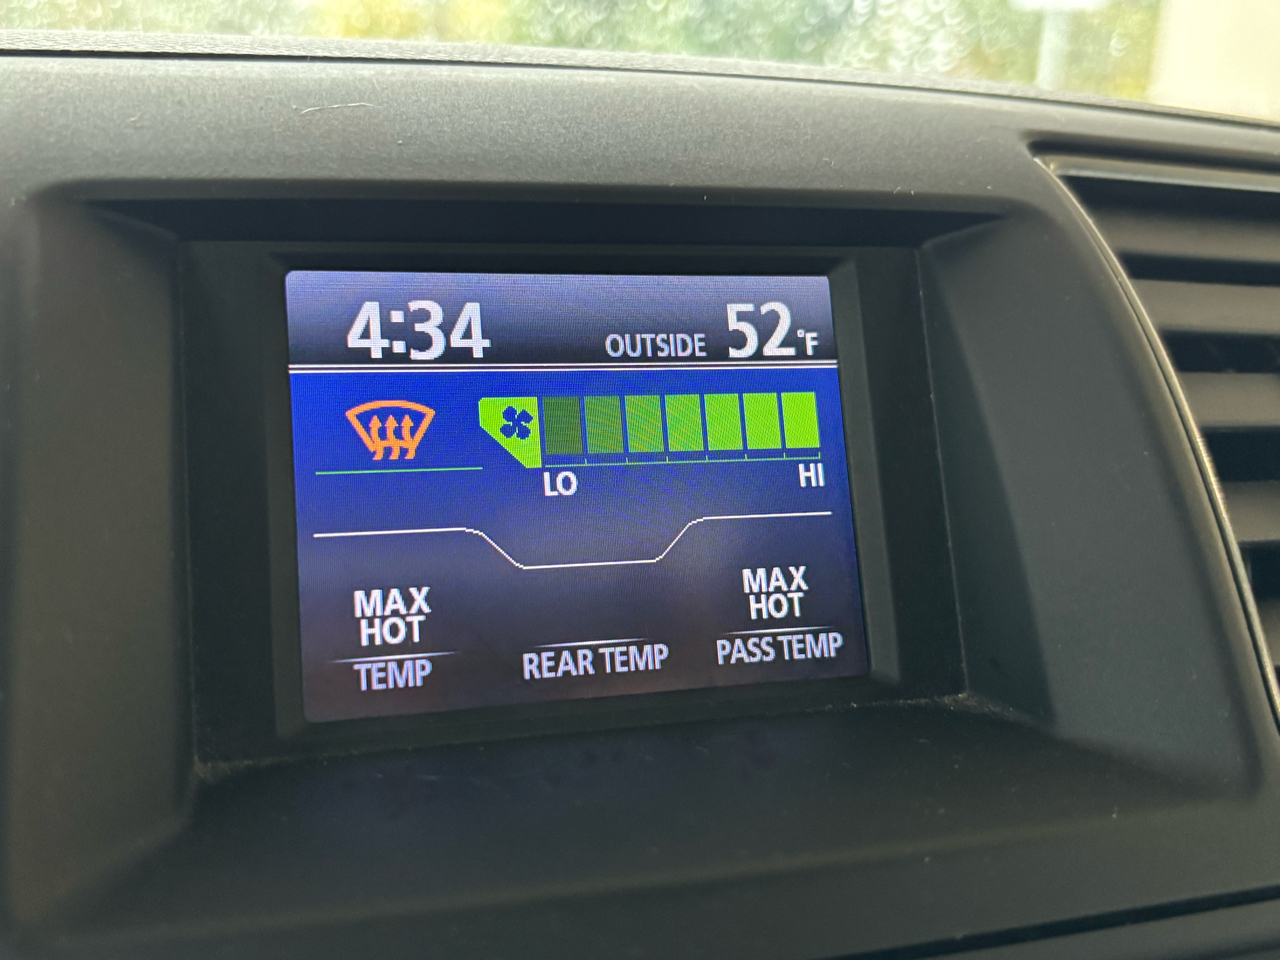 4:34 OUTSIDE 52°F
LO HI
MAX HOT
TEMP
REAR TEMP
MAX HOT
PASS TEMP